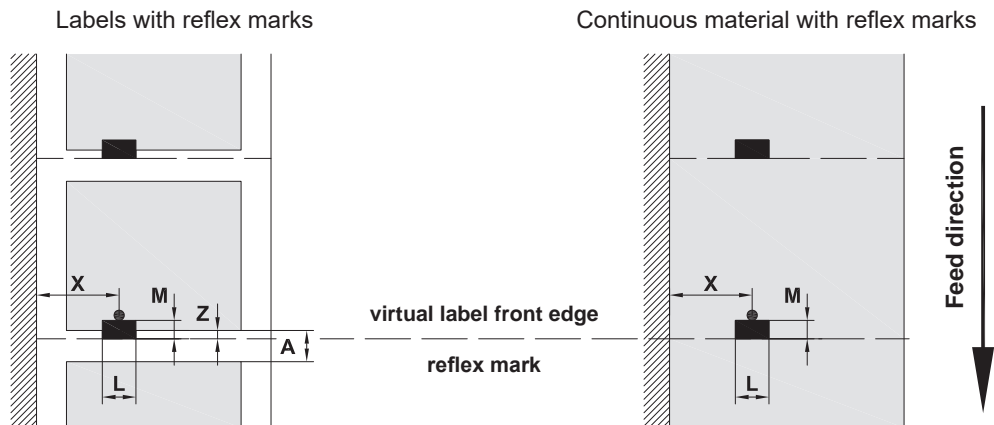 Labels with reflex marks
Continuous material with reflex marks
X
M
Z
A
L
virtual label front edge
reflex mark
X
M
L
Feed direction